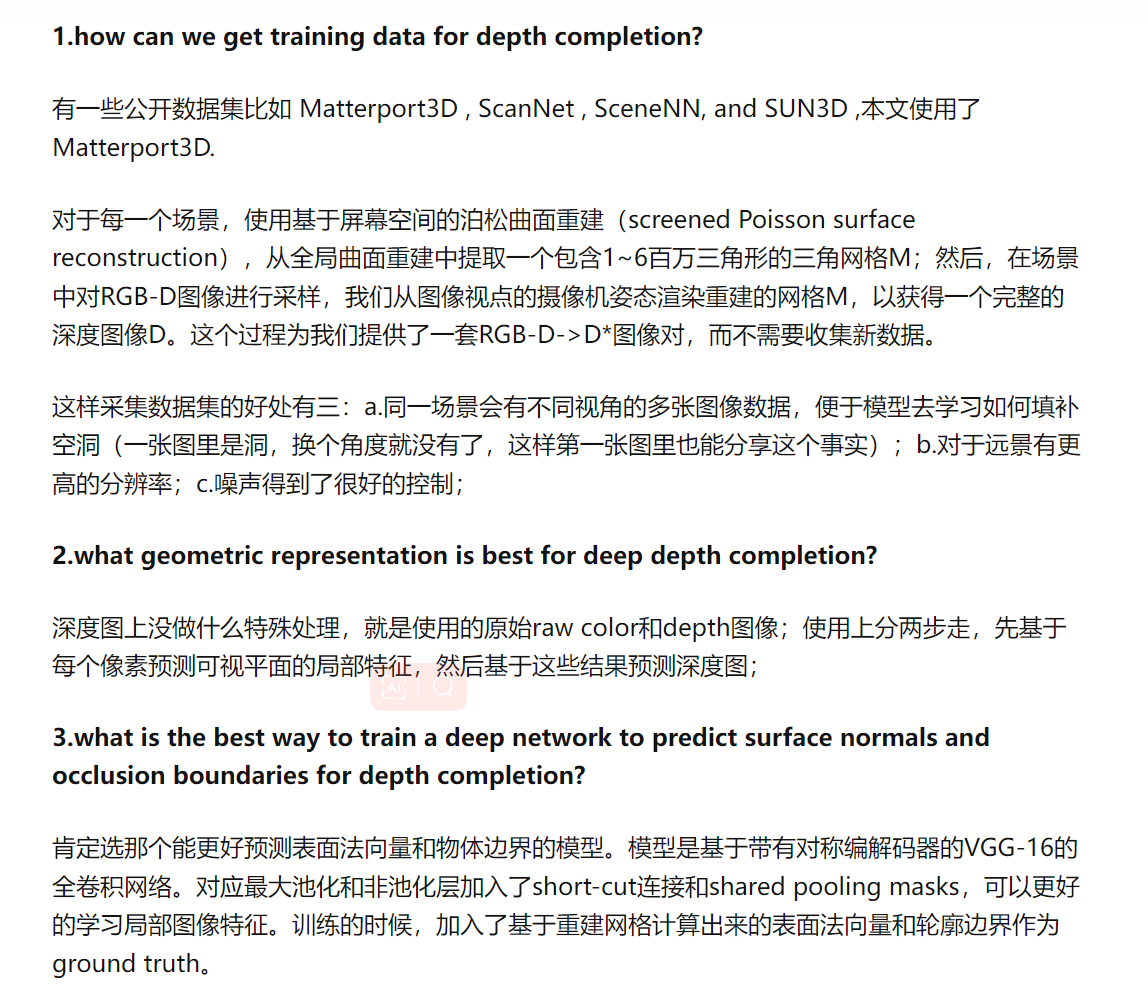 1.how can we get training data for depth completion?
有一些公开数据集比如 Matterport3D , ScanNet , SceneNN, and SUN3D ,本文使用了
Matterport3D.
对于每一个场景，使用基于屏幕空间的泊松曲面重建（screened Poisson surface
reconstruction），从全局曲面重建中提取一个包含1~6百万三角形的三角网格M；然后，在场景
中对RGB-D图像进行采样，我们从图像视点的摄像机姿态渲染重建的网格M，以获得一个完整的
深度图像D。这个过程为我们提供了一套RGB-D->D*图像对，而不需要收集新数据。
这样采集数据集的好处有三：a.同一场景会有不同视角的多张图像数据，便于模型去学习如何填补
空洞（一张图里是洞，换个角度就没有了，这样第一张图里也能分享这个事实）；b.对于远景有更
高的分辨率；c.噪声得到了很好的控制；
2.what geometric representation is best for deep depth completion?
深度图上没做什么特殊处理，就是使用的原始raw color和depth图像；使用上分两步走，先基于
每个像素预测可视平面的局部特征，然后基于这些结果预测深度图；
AI
3.what is the best way to train a deep network to predict surface normals and
occlusion boundaries for depth completion?
肯定选那个能更好预测表面法向量和物体边界的模型。模型是基于带有对称编解码器的VGG-16的
全卷积网络。对应最大池化和非池化层加入了short-cut连接和shared pooling masks，可以更好
的学习局部图像特征。训练的时候，加入了基于重建网格计算出来的表面法向量和轮廓边界作为
ground truth。